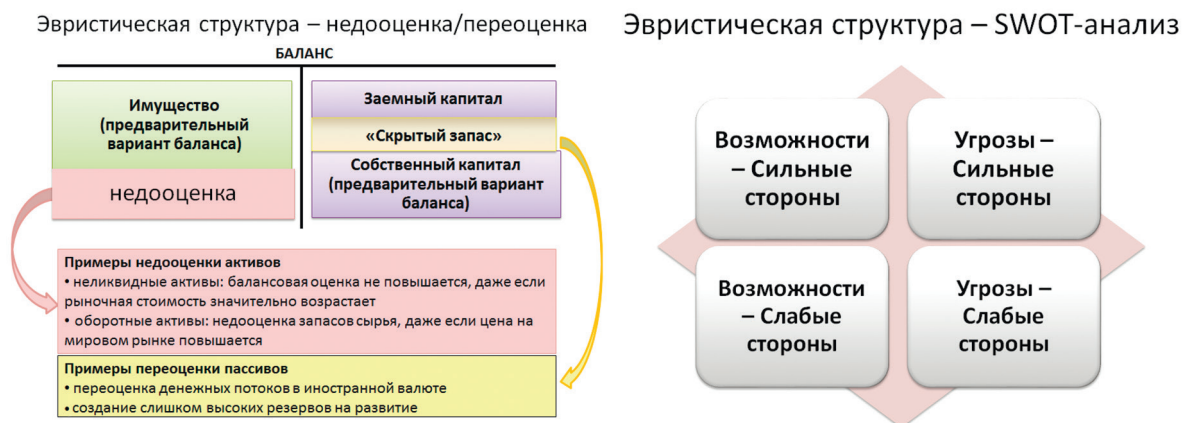 Эвристическая структура – недооценка/переоценка
БАЛАНС
Имущество
(предварительный
вариант баланса)
недооценка
Заемный капитал
«Скрытый запас»
Собственный капитал
(предварительный вариант
баланса)
Примеры недооценки активов
• неликвидные активы: балансовая оценка не повышается, даже если
рыночная стоимость значительно возрастает
• оборотные активы: недооценка запасов сырья, даже если цена на
мировом рынке повышается
Примеры переоценки пассивов
• переоценка денежных потоков в иностранной валюте
• создание слишком высоких резервов на развитие
Эвристическая структура – SWOT-анализ
Возможности
– Сильные
стороны
Угрозы –
Сильные
стороны
Возможности
– Слабые
стороны
Угрозы –
Слабые
стороны